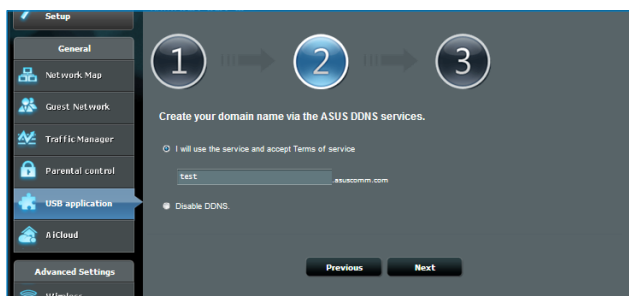 Setup
General
Network Map
Guest Network
Traffic Manager
Parental control
USB application
AiCloud
Advanced Settings
Wireless
1
2
3
Create your domain name via the ASUS DDNS services.
I will use the service and accept Terms of service
test .asuscomm.com
Disable DDNS.
Previous Next